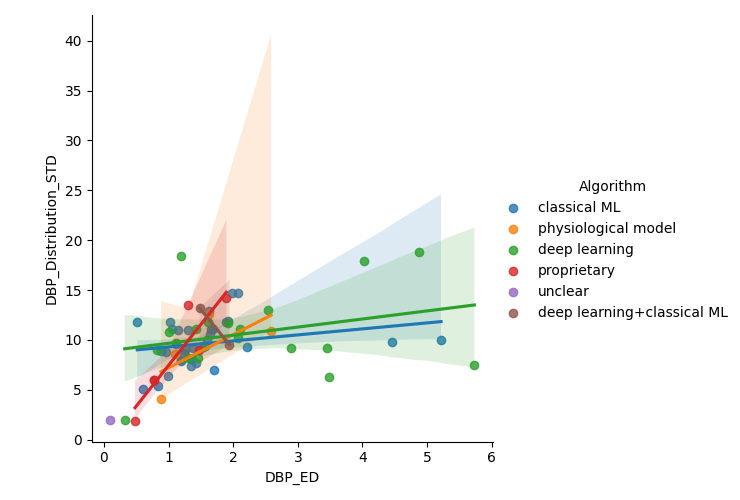 40
35
30
25
20
15
10
5
0
DBP_Distribution_STD
0 1 2 3 4 5 6
DBP_ED
Algorithm
classical ML
physiological model
deep learning
proprietary
unclear
deep learning+classical ML